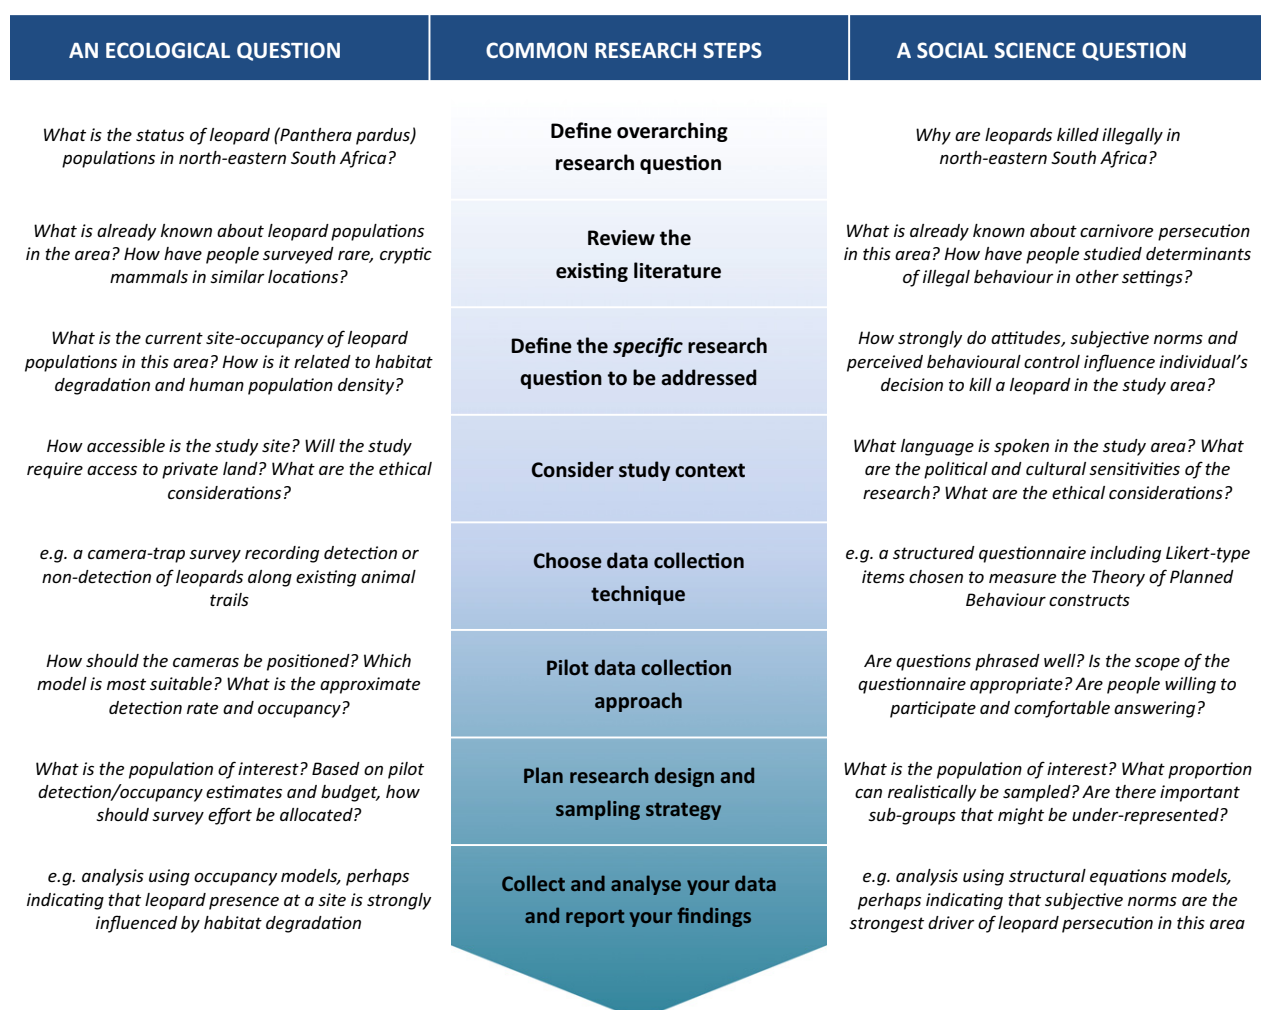 AN ECOLOGICAL QUESTION
COMMON RESEARCH STEPS
A SOCIAL SCIENCE QUESTION
What is the status of leopard (Panthera pardus)
populations in north-eastern South Africa?
Define overarching
research question
Why are leopards killed illegally in
north-eastern South Africa?
What is already known about leopard populations
in the area? How have people surveyed rare, cryptic
mammals in similar locations?
Review the
existing literature
What is already known about carnivore persecution
in this area? How have people studied determinants
of illegal behaviour in other settings?
What is the current site-occupancy of leopard
populations in this area? How is it related to habitat
degradation and human population density?
Define the specific research
question to be addressed
How strongly do attitudes, subjective norms and
perceived behavioural control influence individual's
decision to kill a leopard in the study area?
How accessible is the study site? Will the study
require access to private land? What are the ethical
considerations?
Consider study context
What language is spoken in the study area? What
are the political and cultural sensitivities of the
research? What are the ethical considerations?
e.g. a camera-trap survey recording detection or
non-detection of leopards along existing animal
trails
Choose data collection
technique
e.g. a structured questionnaire including Likert-type
items chosen to measure the Theory of Planned
Behaviour constructs
How should the cameras be positioned? Which
model is most suitable? What is the approximate
detection rate and occupancy?
Pilot data collection
approach
Are questions phrased well? Is the scope of the
questionnaire appropriate? Are people willing to
participate and comfortable answering?
What is the population of interest? Based on pilot
detection/occupancy estimates and budget, how
should survey effort be allocated?
Plan research design and
sampling strategy
What is the population of interest? What proportion
can realistically be sampled? Are there important
sub-groups that might be under-represented?
e.g. analysis using occupancy models, perhaps
indicating that leopard presence at a site is strongly
influenced by habitat degradation
Collect and analyse your data
and report your findings
e.g. analysis using structural equations models,
perhaps indicating that subjective norms are the
strongest driver of leopard persecution in this area